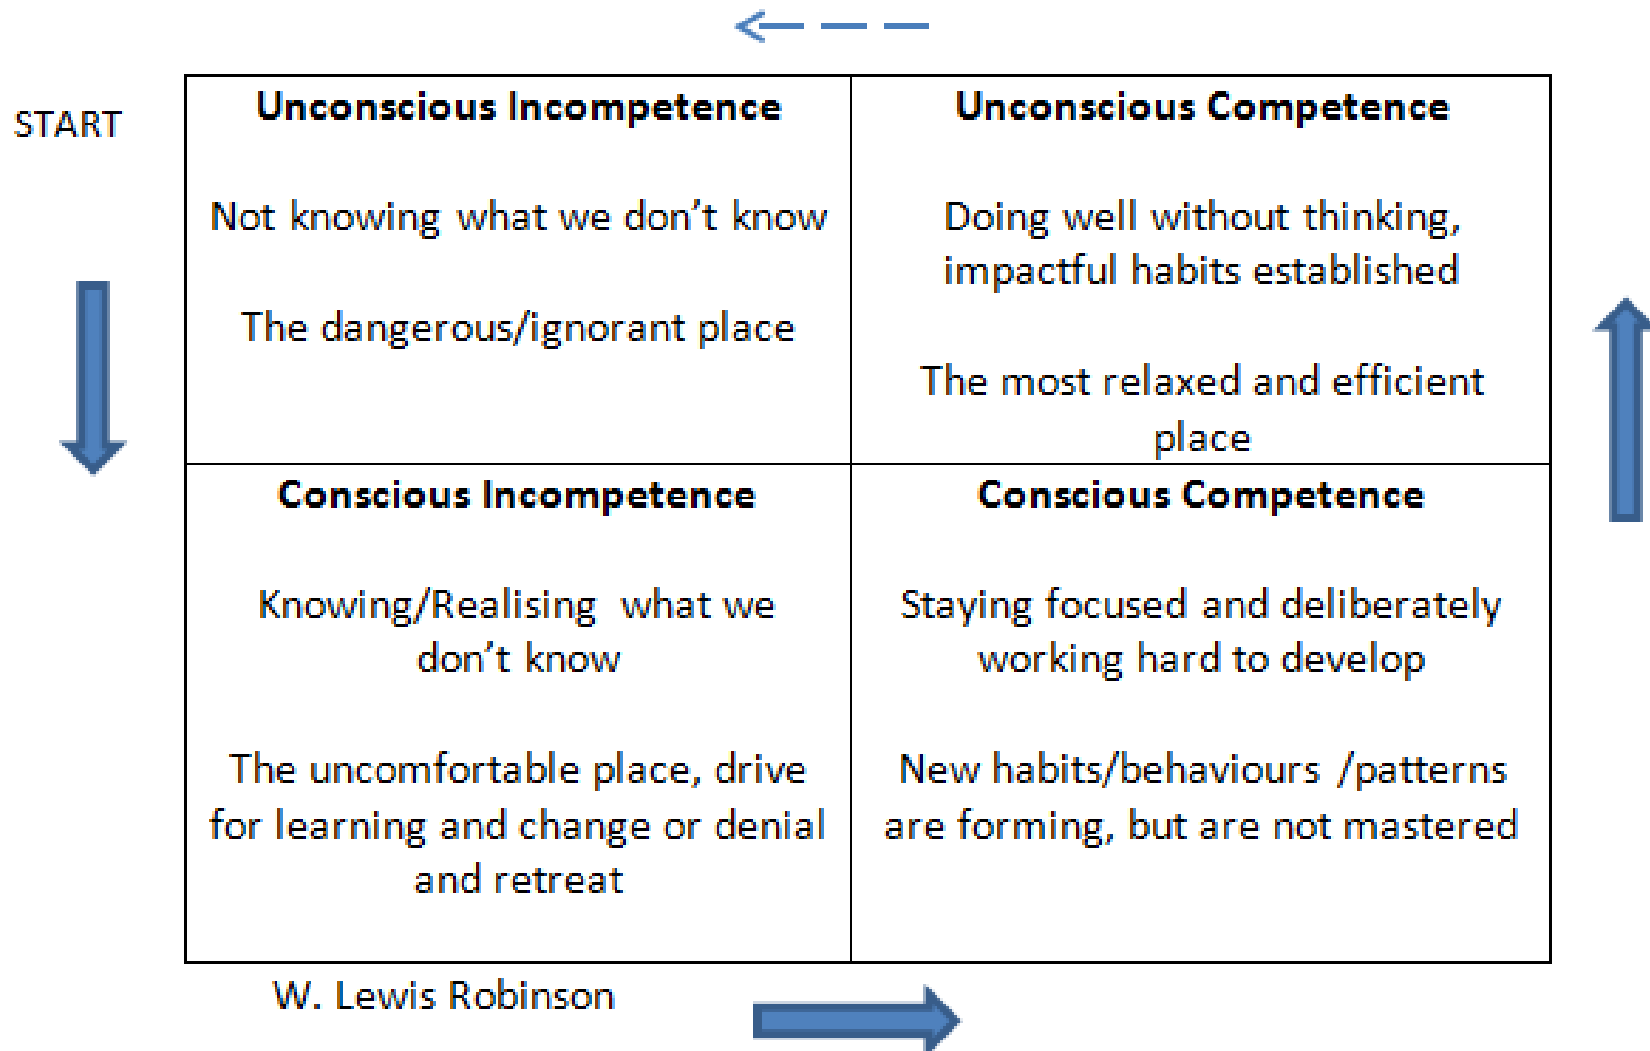 START
Unconscious Incompetence
Not knowing what we don’t know
The dangerous/ignorant place
Unconscious Competence
Doing well without thinking,
impactful habits established
The most relaxed and efficient
place
Conscious Incompetence
Knowing/Realising  what we
don’t know
The uncomfortable place, drive
for learning and change or denial
and retreat
Conscious Competence
Staying focused and deliberately
working hard to develop
New habits/behaviours /patterns
are forming, but are not mastered
W. Lewis Robinson